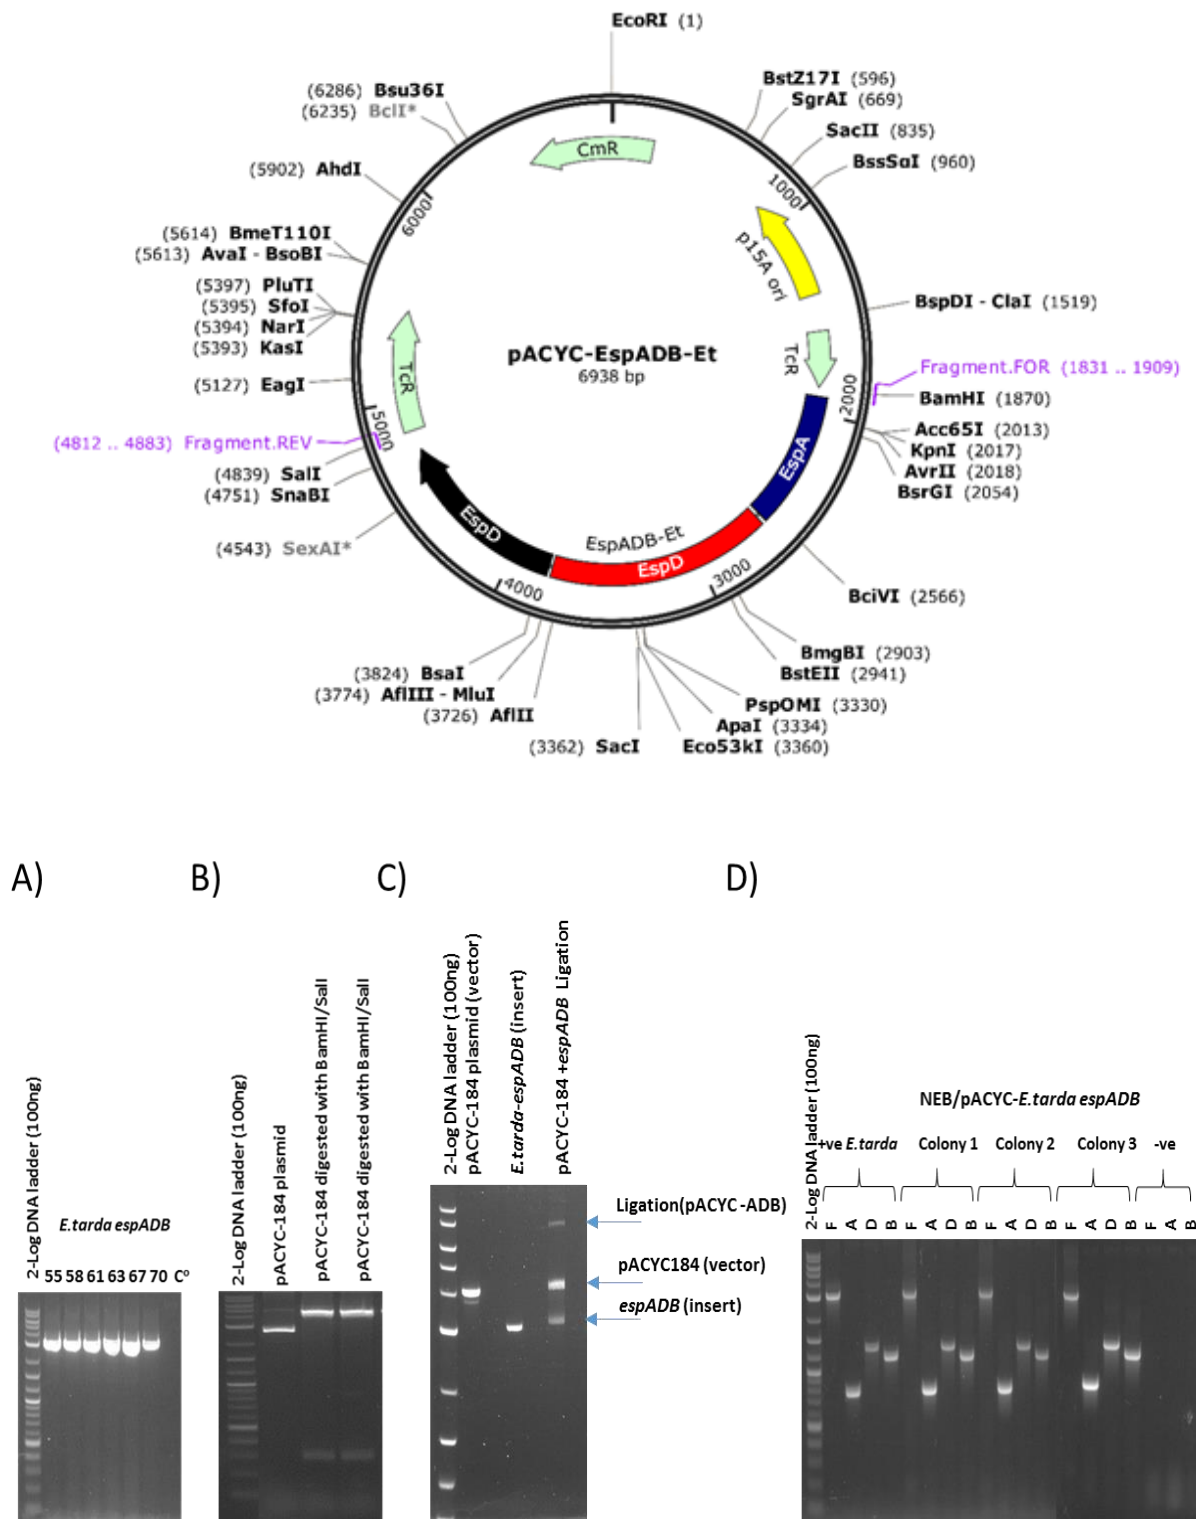 EcoRI (1)
(6286) Bsu36I
(6235) BclI*
BstZ17I (596)
SgrAI (669)
SacII (835)
BssSαI (960)
CmR
(5902) AhdI
1000
6000
p15A ori
(5614) BmeT110I
(5613) AvaI - BsoBI
(5397) PluTI
(5395) SfoI
(5394) NarI
(5393) KasI
BspDI - ClaI (1519)
pACYC-EspADB-Et
6938 bp
TcR
TcR
(5127) EagI
Fragment.FOR (1831 .. 1909)
BamHI (1870)
2000
5000
(4812 .. 4883) Fragment.REV
Acc65I (2013)
KpnI (2017)
AvrII (2018)
BsrGI (2054)
(4839) SalI
(4751) SnaBI
EspA
EspD
EspADB-Et
EspD
(4543) SexAI*
4000
3000
BciVI (2566)
BmgBI (2903)
BstEII (2941)
(3824) BsaI
(3774) AflIII - MluI
(3726) AflII
PspOMI (3330)
ApaI (3334)
(3362) SacI
Eco53kI (3360)
A)
2-Log DNA ladder (100ng)
E.tarda espADB
55 58 61 63 67 70 C⁰
B)
2-Log DNA ladder (100ng)
pACYC-184 plasmid
pACYC-184 digested with BamHI/SalI
pACYC-184 digested with BamHI/SalI
C)
2-Log DNA ladder (100ng)
pACYC-184 plasmid (vector)
E.tarda-espADB (insert)
pACYC-184 +espADB Ligation
Ligation(pACYC -ADB)
pACYC184 (vector)
espADB (insert)
D)
2-Log DNA ladder (100ng)
NEB/pACYC-E.tarda espADB
+ve E.tarda Colony 1 Colony 2 Colony 3 -ve
F A D B F A D B F A D B F A D B F A B